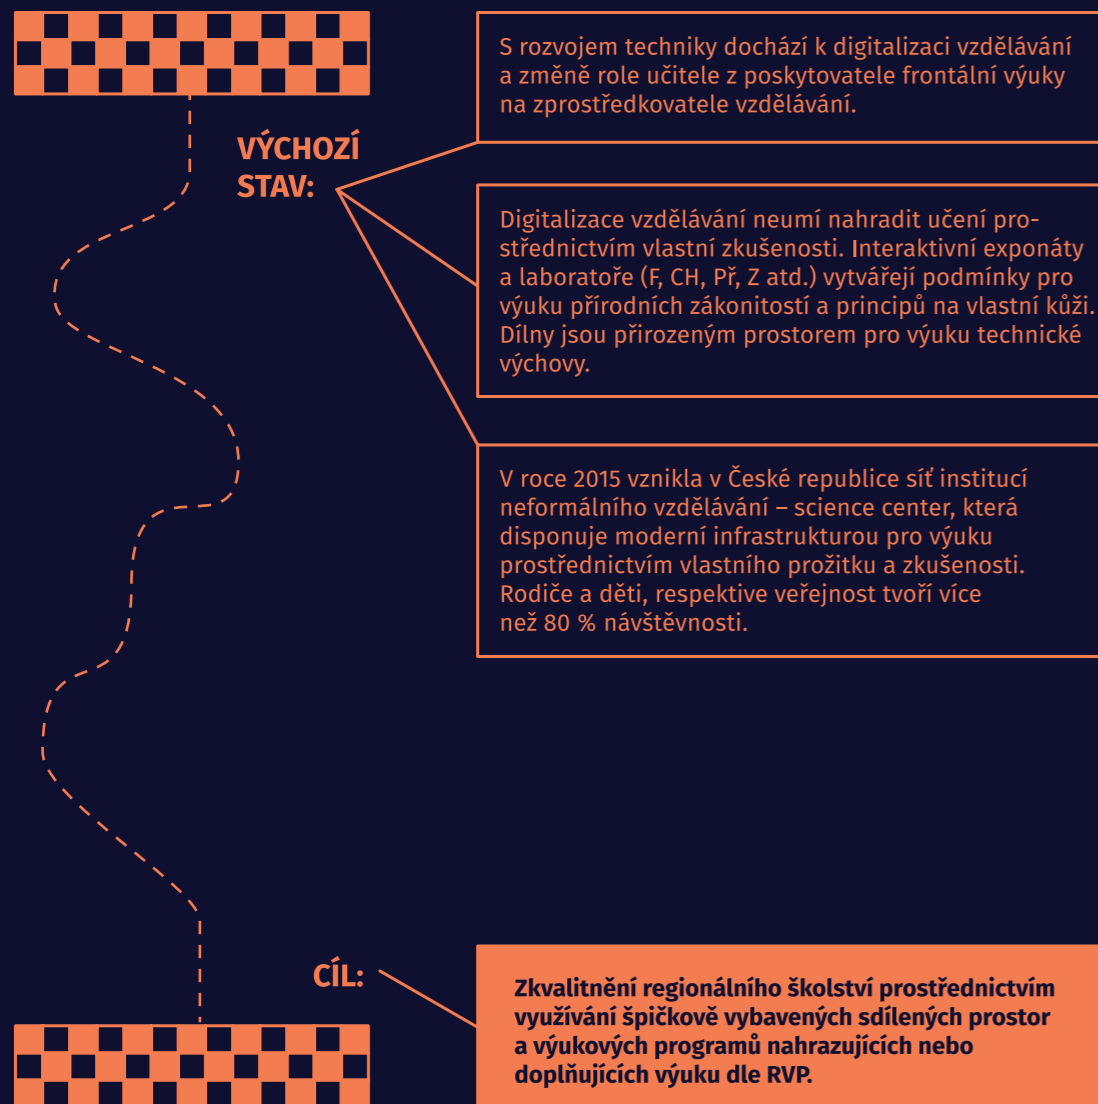 VÝCHOZÍ
STAV:
S rozvojem techniky dochází k digitalizaci vzdělávání
a změně role učitele z poskytovatele frontální výuky
na zprostředkovatele vzdělávání.
Digitalizace vzdělávání neumí nahradit učení pro-
střednictvím vlastní zkušenosti. Interaktivní exponáty
a laboratoře (F, CH, Př, Z atd.) vytvářejí podmínky pro
výuku přírodních zákonitostí a principů na vlastní kůži.
Dílny jsou přirozeným prostorem pro výuku technické
výchovy.
V roce 2015 vznikla v České republice síť institucí
neformálního vzdělávání – science center, která
disponuje moderní infrastrukturou pro výuku
prostřednictvím vlastního prožitku a zkušenosti.
Rodiče a děti, respektive veřejnost tvoří více
než 80 % návštěvnosti.
CÍL:
Zkvalitnění regionálního školství prostřednictvím
využívání špičkově vybavených sdílených prostor
a výukových programů nahrazujících nebo
doplňujících výuku dle RVP.